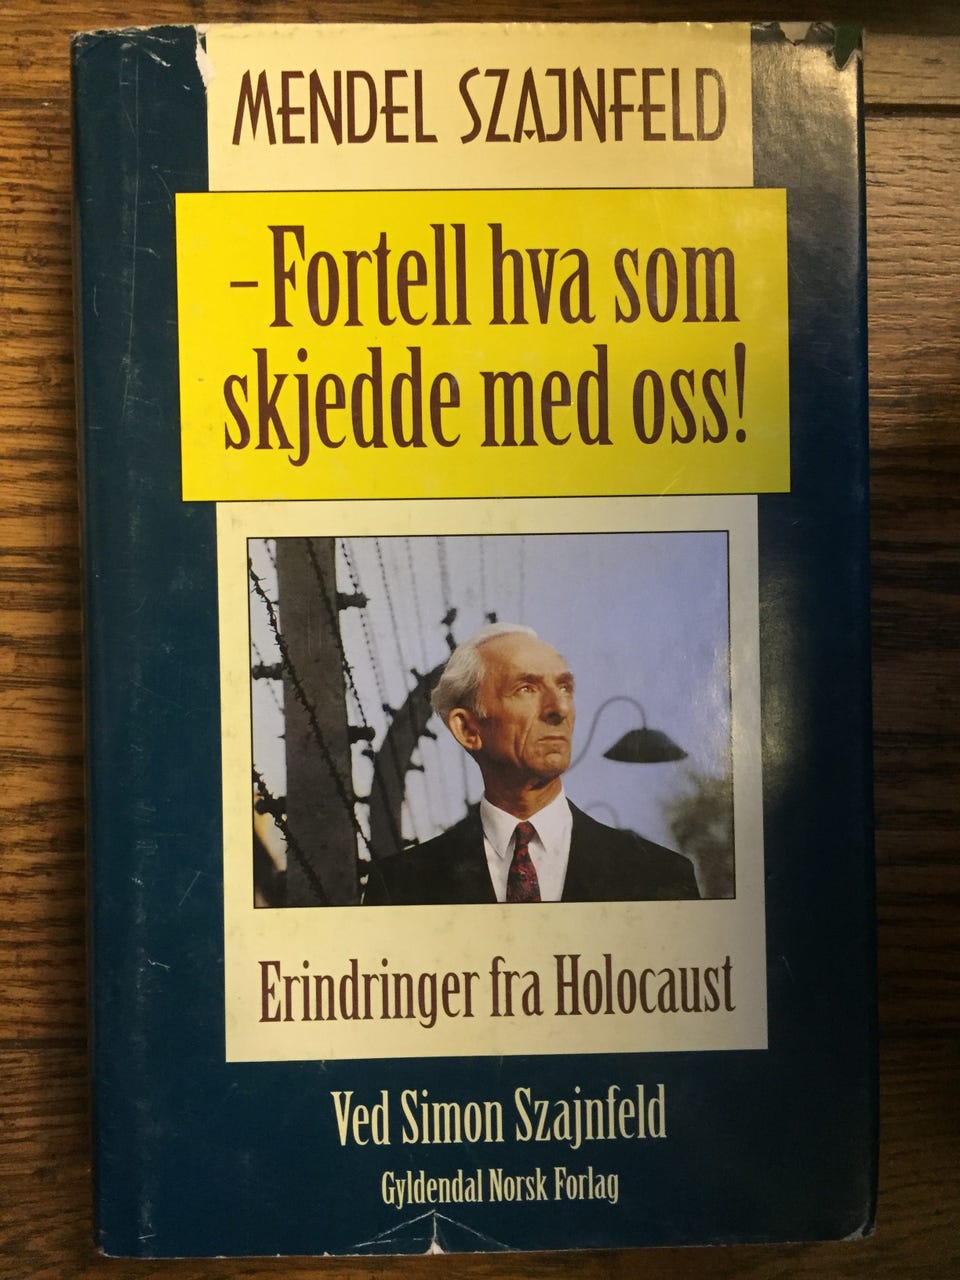 MENDEL SZAJNFELD
– Fortell hva som
skjedde med oss!
Erindringer fra Holocaust
Ved Simon Szajnfeld
Gyldendal Norsk Forlag